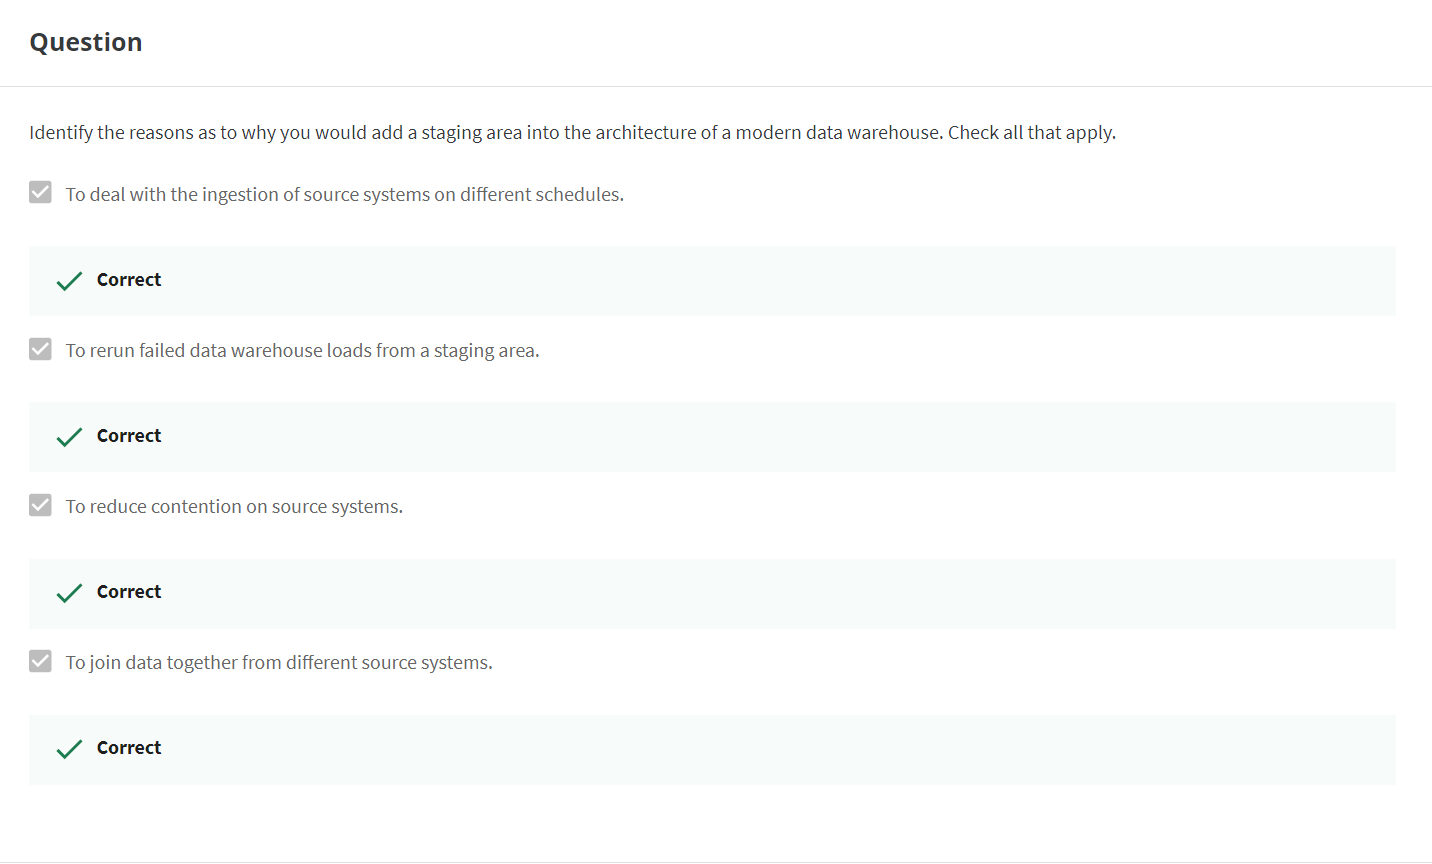 Question
Identify the reasons as to why you would add a staging area into the architecture of a modern data warehouse. Check all that apply.
To deal with the ingestion of source systems on different schedules.
Correct
To rerun failed data warehouse loads from a staging area.
Correct
To reduce contention on source systems.
Correct
To join data together from different source systems.
Correct